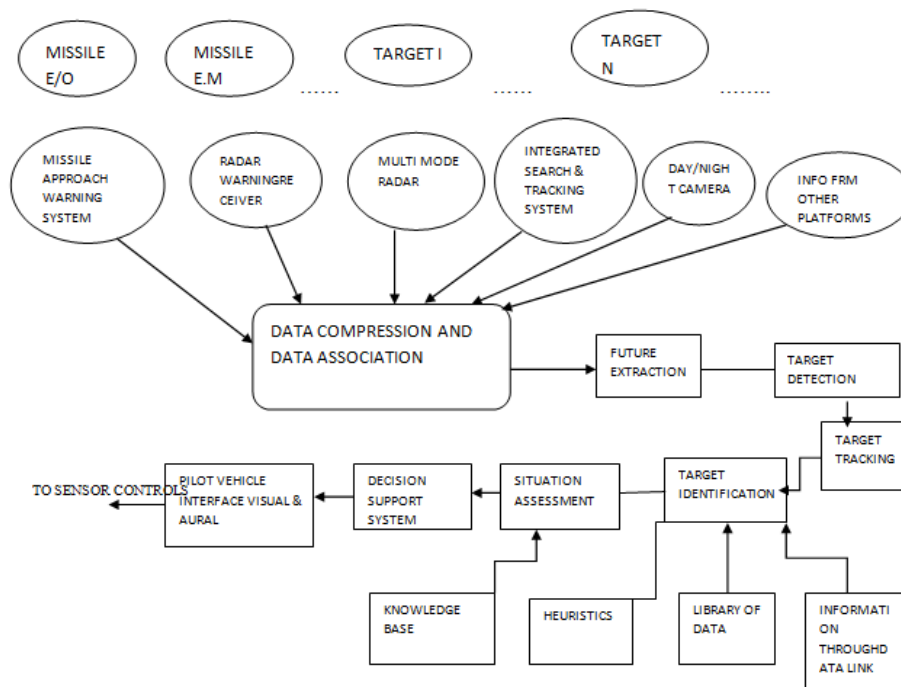 MISSILE
E/O
MISSILE
E.M
TARGET I
TARGET
N
......
......
........
MISSILE
APPROACH
WARNING
SYSTEM
RADAR
WARNINGRE
CEIVER
MULTI MODE
RADAR
INTEGRATED
SEARCH &
TRACKING
SYSTEM
DAY/NIGH
T CAMERA
INFO FRM
OTHER
PLATFORMS
DATA COMPRESSION AND
DATA ASSOCIATION
FUTURE
EXTRACTION
TARGET
DETECTION
TARGET
TRACKING
TARGET
IDENTIFICATION
SITUATION
ASSESSMENT
DECISION
SUPPORT
SYSTEM
PILOT VEHICLE
INTERFACE VISUAL &
AURAL
TO SENSOR CONTROLS
KNOWLEDGE
BASE
HEURISTICS
LIBRARY OF
DATA
INFORMATI
ON
THROUGHD
ATA LINK